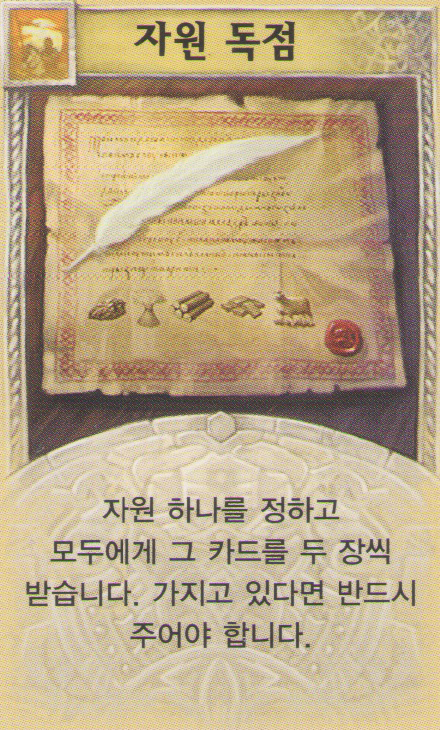 자원 독점
자원 하나를 정하고
모두에게 그 카드를 두 장씩
받습니다. 가지고 있다면 반드시
주어야 합니다.